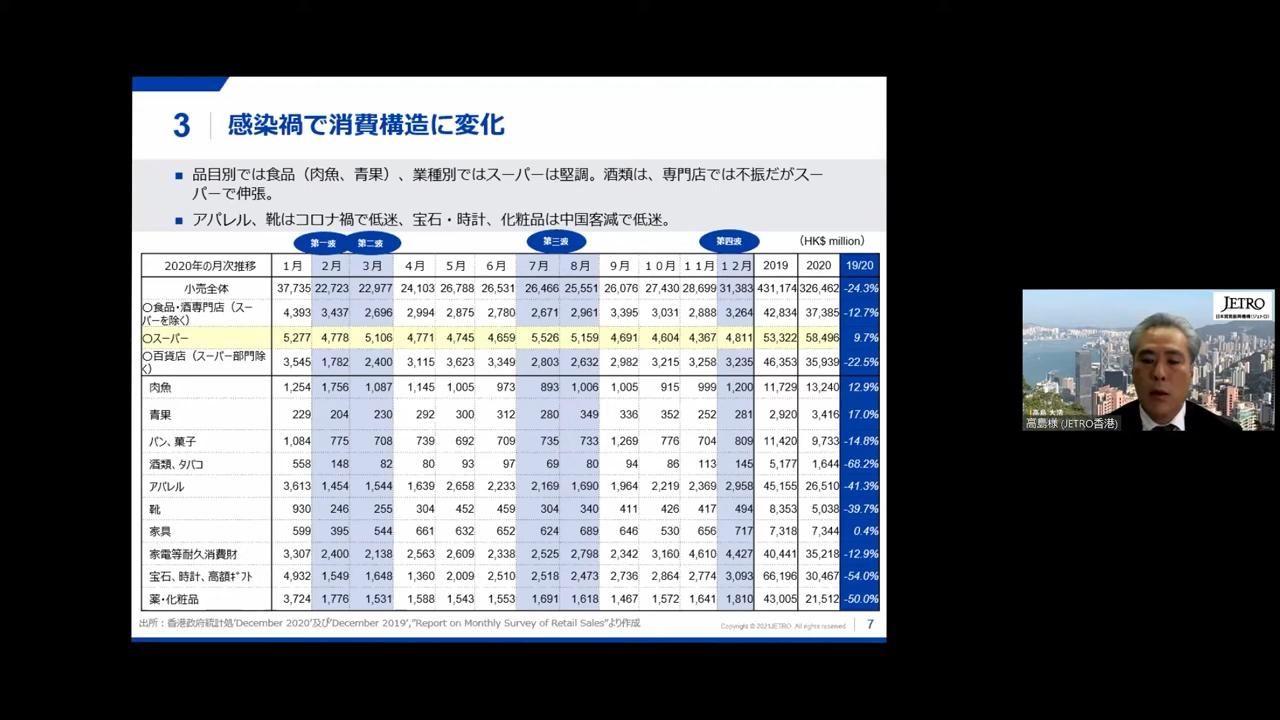 3 感染禍で消費構造に変化
■ 品目別では食品（肉魚、青果）、業種別ではスーパーは堅調。酒類は、専門店では不振だがスー
パーで伸張。
■ アパレル、靴はコロナ禍で低迷、宝石・時計、化粧品は中国客減で低迷。
第一波 第二波 第三波 第四波 （HK$ million）
2020年の月次推移 1月 2月 3月 4月 5月 6月 7月 8月 9月 10月 11月 12月 2019 2020 19/20
小売全体 37,735 22,723 22,977 24,103 26,788 26,531 26,466 25,551 26,076 27,430 28,699 31,383 431,174 326,462 -24.3%
〇食品・酒専門店（スー
パーを除く） 4,393 3,437 2,696 2,994 2,875 2,780 2,671 2,961 3,395 3,031 2,888 3,264 42,834 37,385 -12.7%
〇スーパー 5,277 4,778 5,106 4,771 4,745 4,659 5,526 5,159 4,691 4,604 4,367 4,811 53,322 58,496 9.7%
〇百貨店（スーパー部門除
く） 3,545 1,782 2,400 3,115 3,623 3,349 2,803 2,632 2,982 3,215 3,258 3,235 46,353 35,939 -22.5%
肉魚 1,254 1,756 1,087 1,145 1,005 973 893 1,006 1,005 915 999 1,200 11,729 13,240 12.9%
青果 229 204 230 292 300 312 280 349 336 352 252 281 2,920 3,416 17.0%
パン、菓子 1,084 775 708 739 692 709 735 733 1,269 776 704 809 11,420 9,733 -14.8%
酒類、タバコ 558 148 82 80 93 97 69 80 94 86 113 145 5,177 1,644 -68.2%
アパレル 3,613 1,454 1,544 1,639 2,658 2,233 2,169 1,690 1,964 2,219 2,369 2,958 45,155 26,510 -41.3%
靴 930 246 255 304 452 459 304 340 411 426 417 494 8,353 5,038 -39.7%
家具 599 395 544 661 632 652 624 689 646 530 656 717 7,318 7,344 0.4%
家電等耐久消費財 3,307 2,400 2,138 2,563 2,609 2,338 2,525 2,798 2,342 3,160 4,610 4,427 40,441 35,218 -12.9%
宝石、時計、高額ｷﾞﾌﾄ 4,932 1,549 1,648 1,360 2,009 2,510 2,518 2,473 2,736 2,864 2,774 3,093 66,196 30,467 -54.0%
薬・化粧品 3,724 1,776 1,531 1,588 1,543 1,553 1,691 1,618 1,467 1,572 1,641 1,810 43,005 21,512 -50.0%
出所：香港政府統計処'December 2020'及び'December 2019',"Report on Monthly Survey of Retail Sales"より作成
Copyright © 2021JETRO. All rights reserved 7
JETRO
日本貿易振興機構(ジェトロ)
高島様 (JETRO香港)